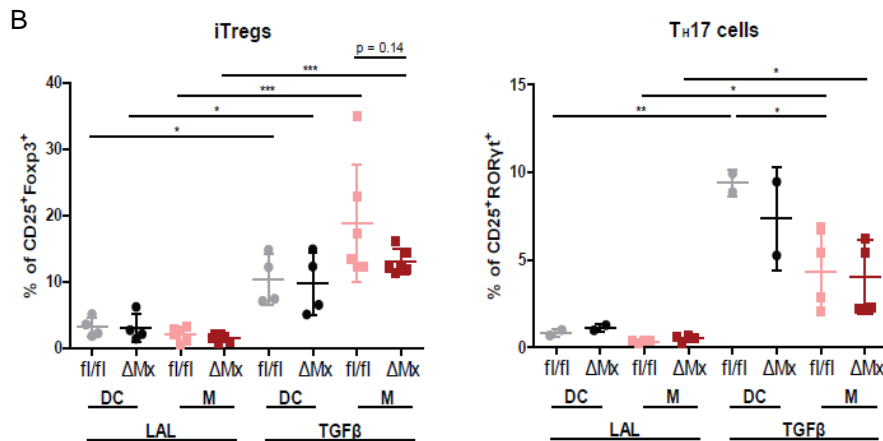 B
iTregs
p = 0.14
***
***
*
*
% of CD25+Foxp3+
40
30
20
10
0
fl/fl ΔMx fl/fl ΔMx fl/fl ΔMx fl/fl ΔMx
DC M DC M
LAL TGFβ
TH17 cells
*
*
** *
% of CD25+RORγt+
15
10
5
0
fl/fl ΔMx fl/fl ΔMx fl/fl ΔMx fl/fl ΔMx
DC M DC M
LAL TGFβ